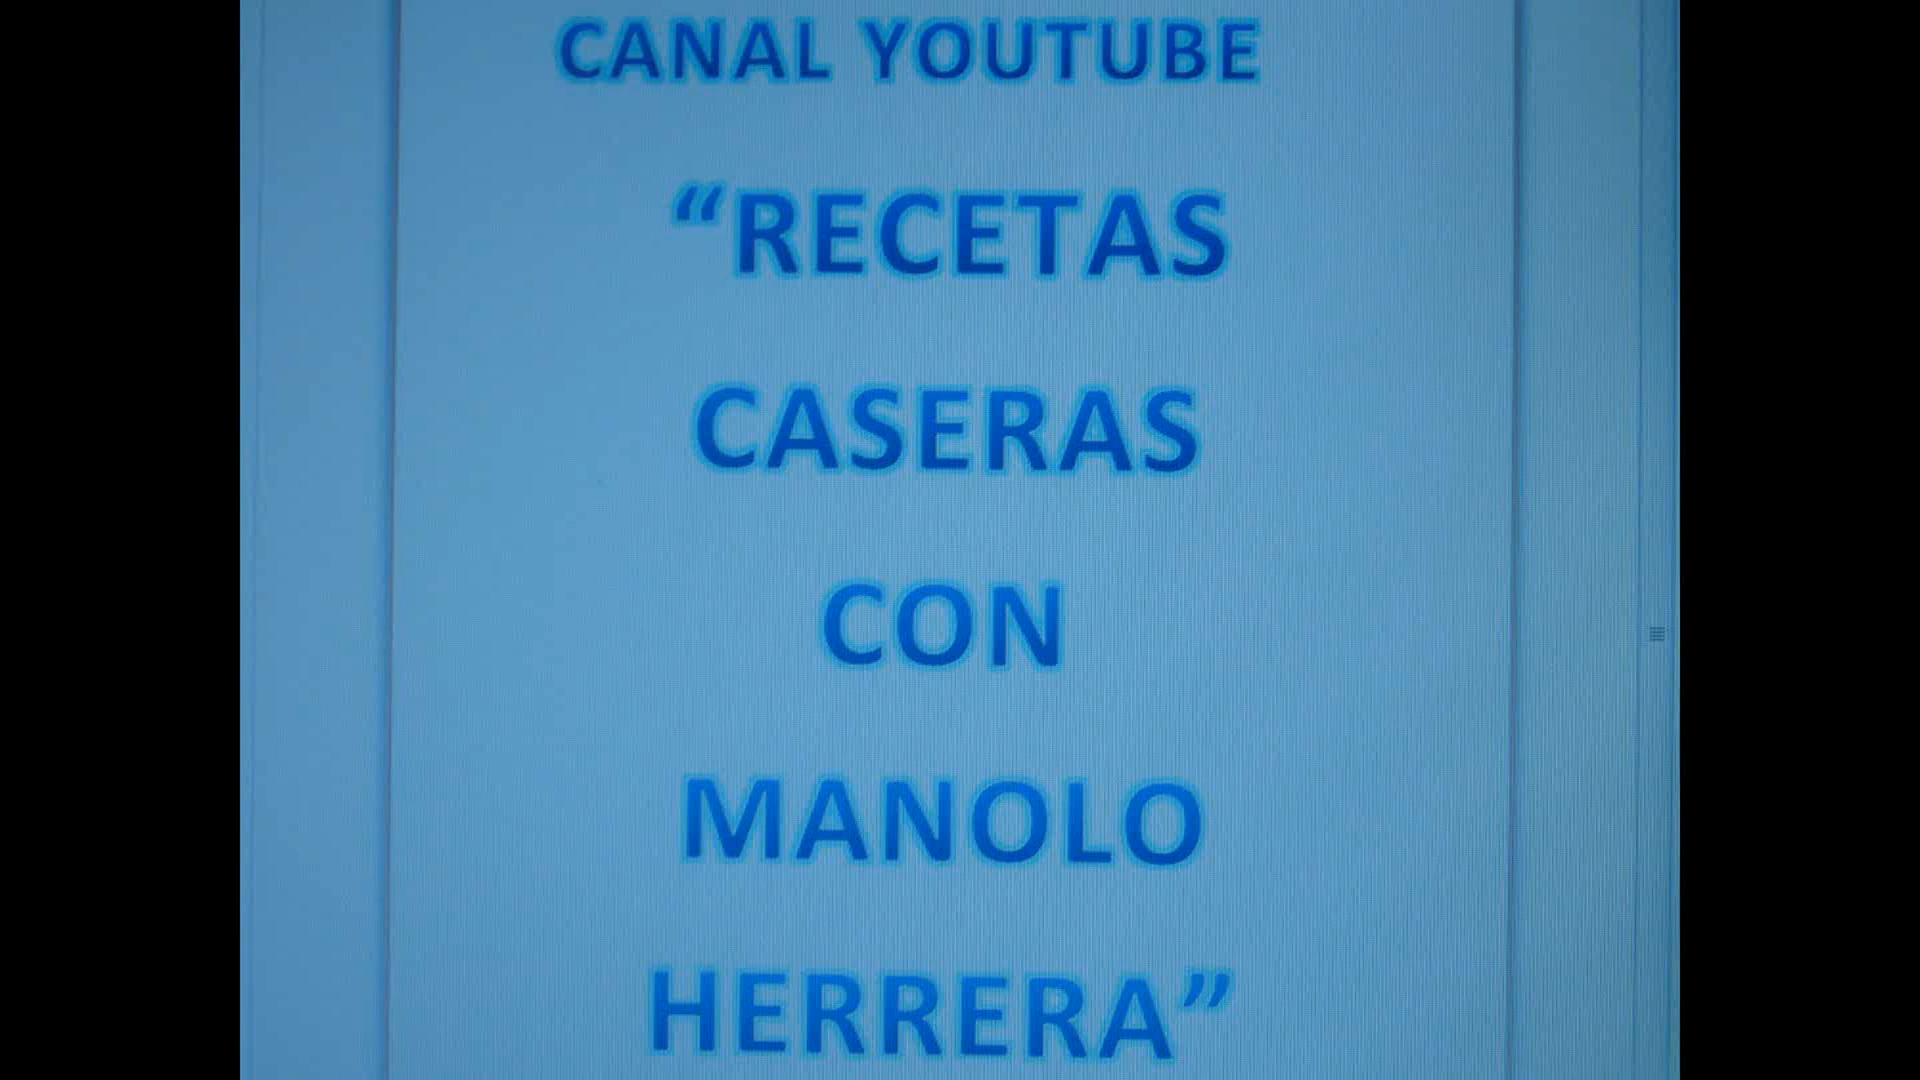 CANAL YOUTUBE
“RECETAS
CASERAS
CON
MANOLO
HERRERA”